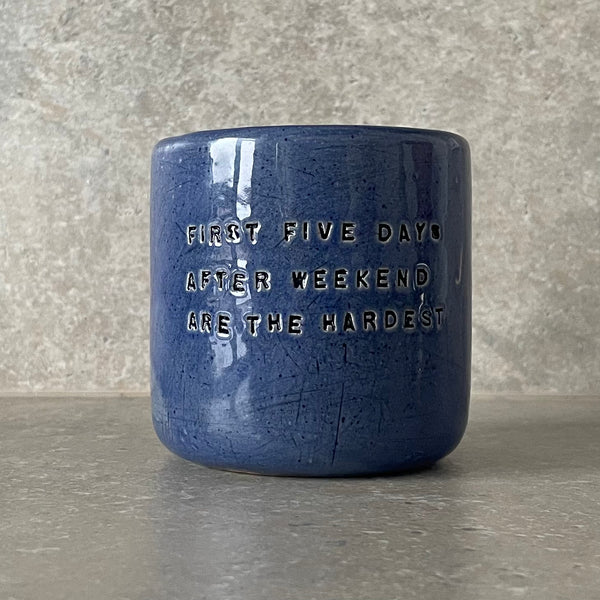 FIRST FIVE DAYS
AFTER WEEKEND
ARE THE HARDEST